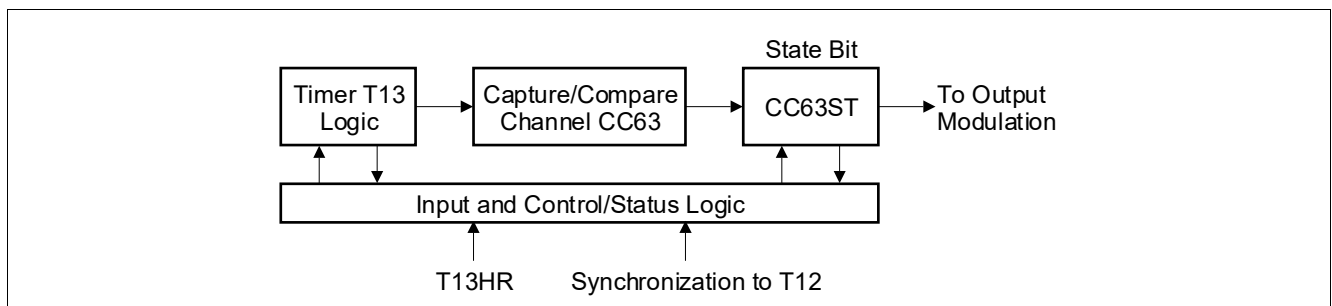 State Bit
Timer T13
Logic
Capture/Compare
Channel CC63
CC63ST
To Output
Modulation
Input and Control/Status Logic
T13HR
Synchronization to T12